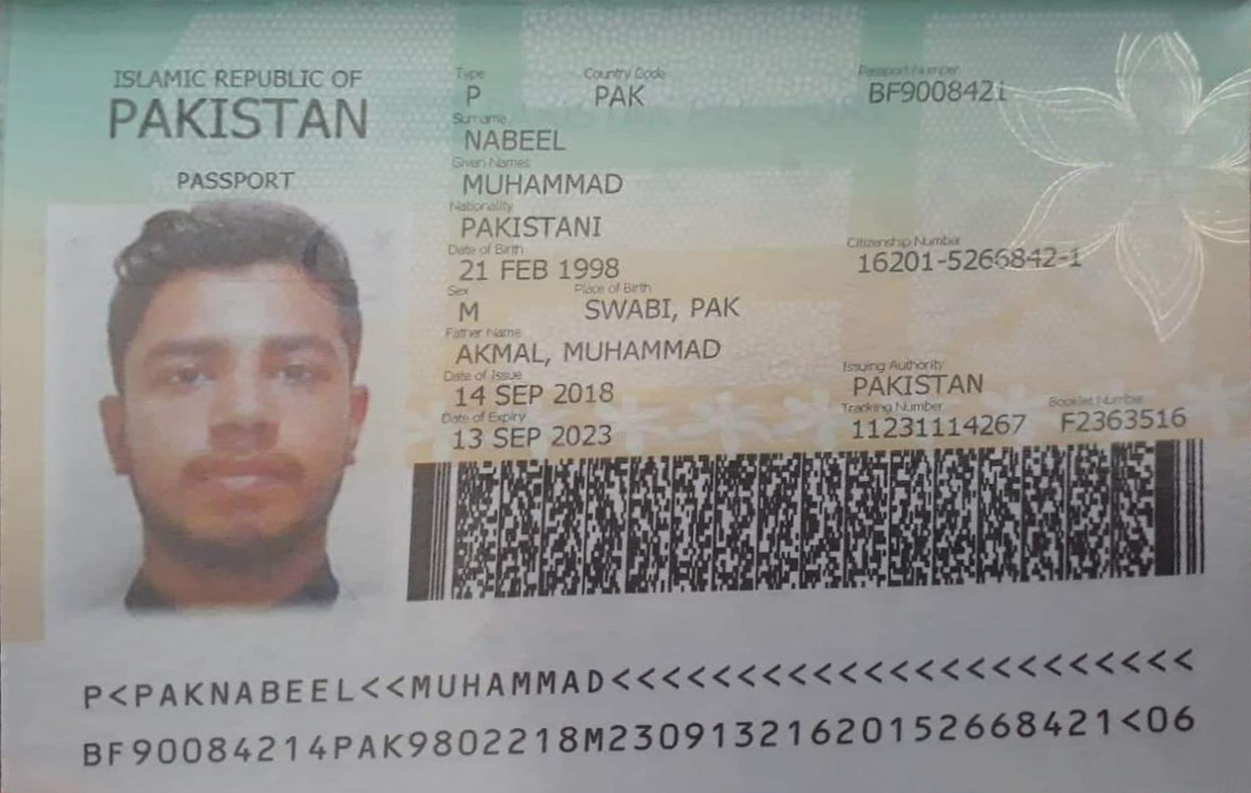 ISLAMIC REPUBLIC OF
PAKISTAN
PASSPORT
Type Country Code Passport Number
P PAK BF9008421
Surname
NABEEL
Given Names
MUHAMMAD
Nationality
PAKISTANI
Date of Birth Citizenship Number
21 FEB 1998 16201-5266842-1
Sex Place of Birth
M SWABI, PAK
Father Name
AKMAL, MUHAMMAD
Date of Issue Issuing Authority
14 SEP 2018 PAKISTAN
Date of Expiry Tracking Number Booklet Number
13 SEP 2023 11231114267 F2363516
P<PAKNABEEL<<MUHAMMAD<<<<<<<<<<<<<<<<<<<<<<<
BF90084214PAK9802218M23091321620152668421<06